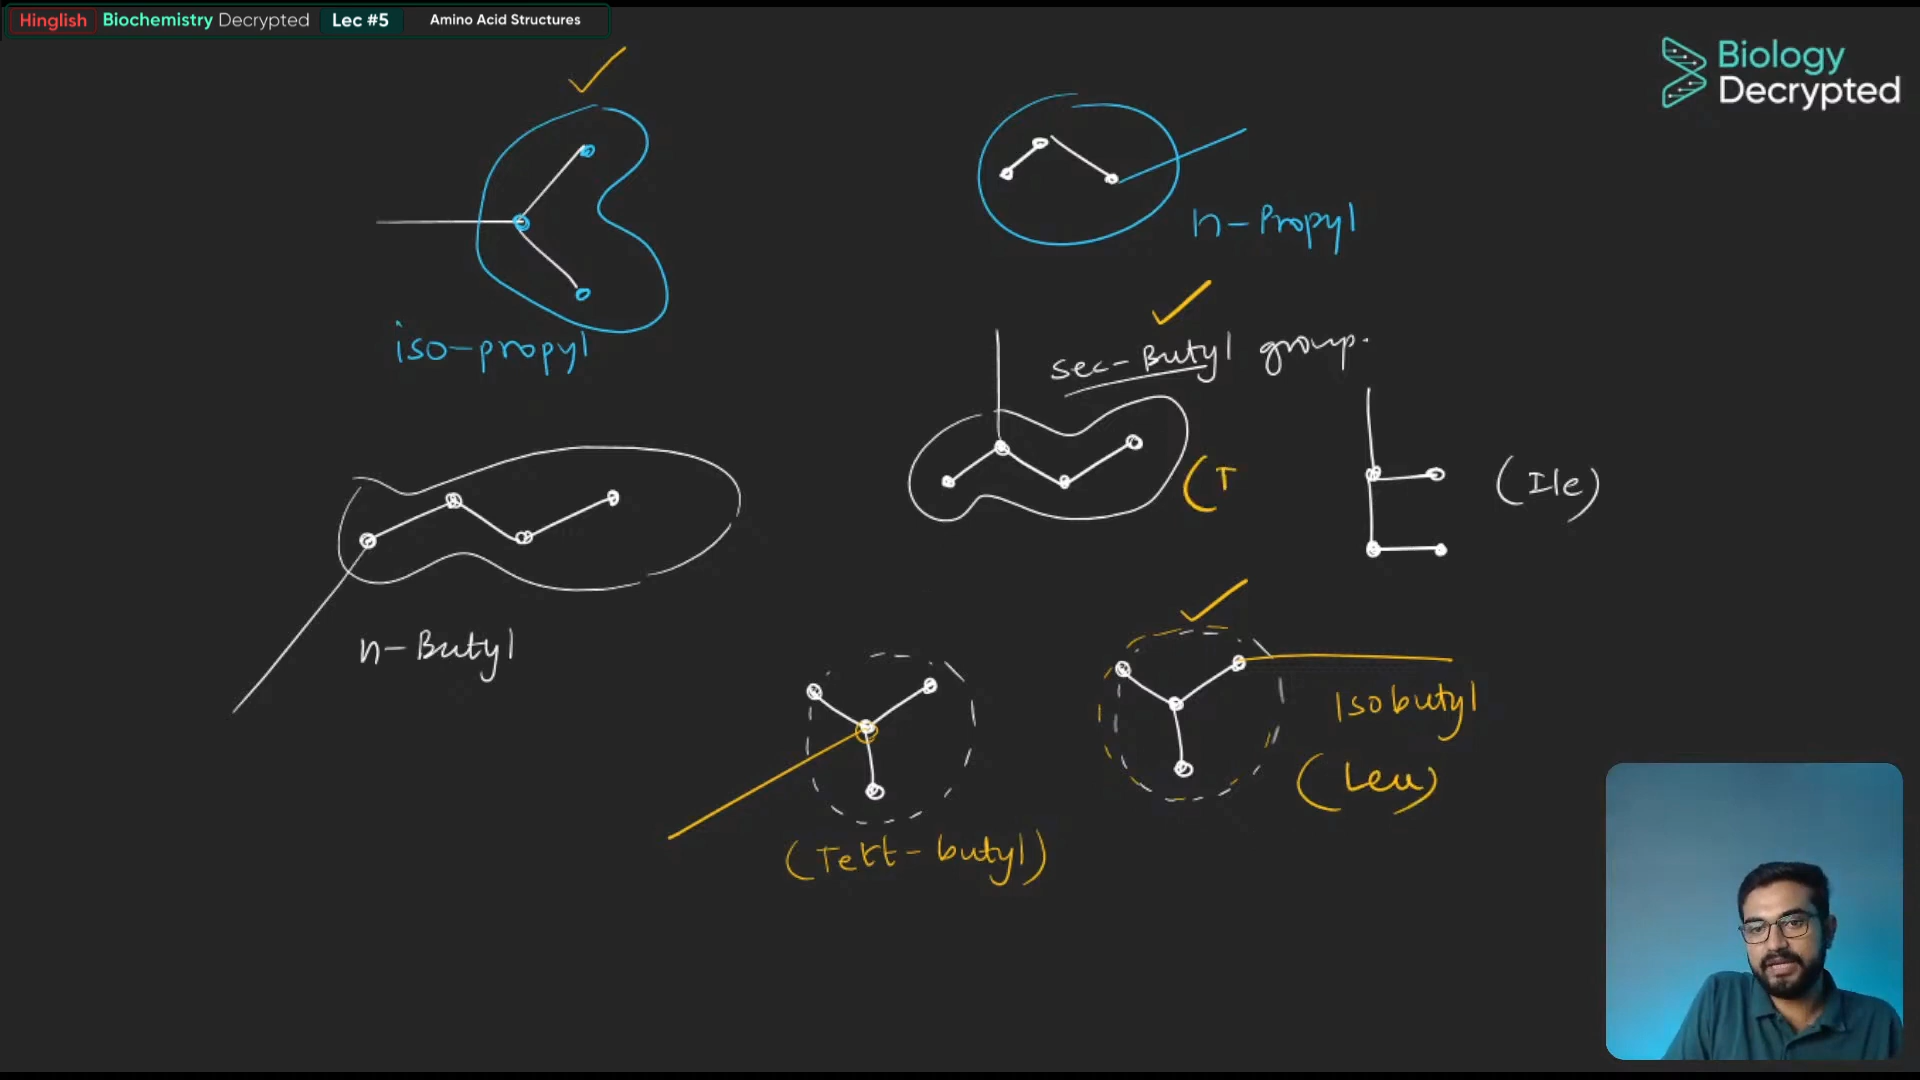 Hinglish Biochemistry Decrypted Lec #5 Amino Acid Structures
Biology
Decrypted
n-Propyl
iso-propyl
sec-Butyl group.
(I
(Ile)
n-Butyl
Isobutyl
(Leu)
(Tert-butyl)